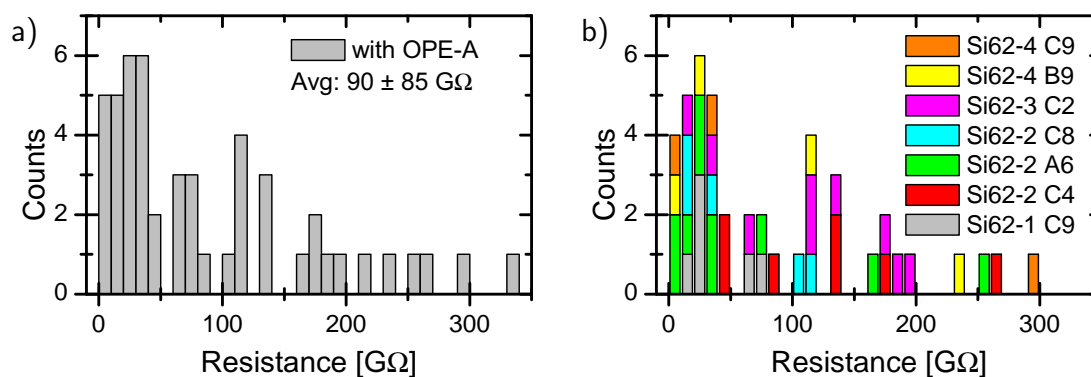 a)
with OPE-A
Avg: 90 ± 85 GΩ
6
4
2
0
Counts
0 100 200 300
Resistance [GΩ]
b)
Si62-4 C9
Si62-4 B9
Si62-3 C2
Si62-2 C8
Si62-2 A6
Si62-2 C4
Si62-1 C9
6
4
2
0
Counts
0 100 200 300
Resistance [GΩ]